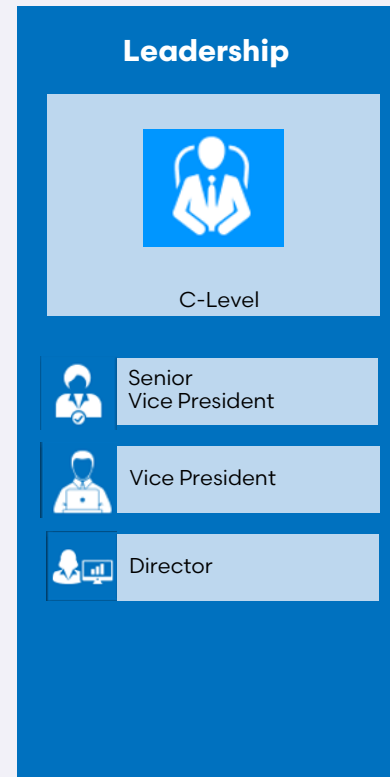 Leadership
C-Level
Senior
Vice President
Vice President
Director